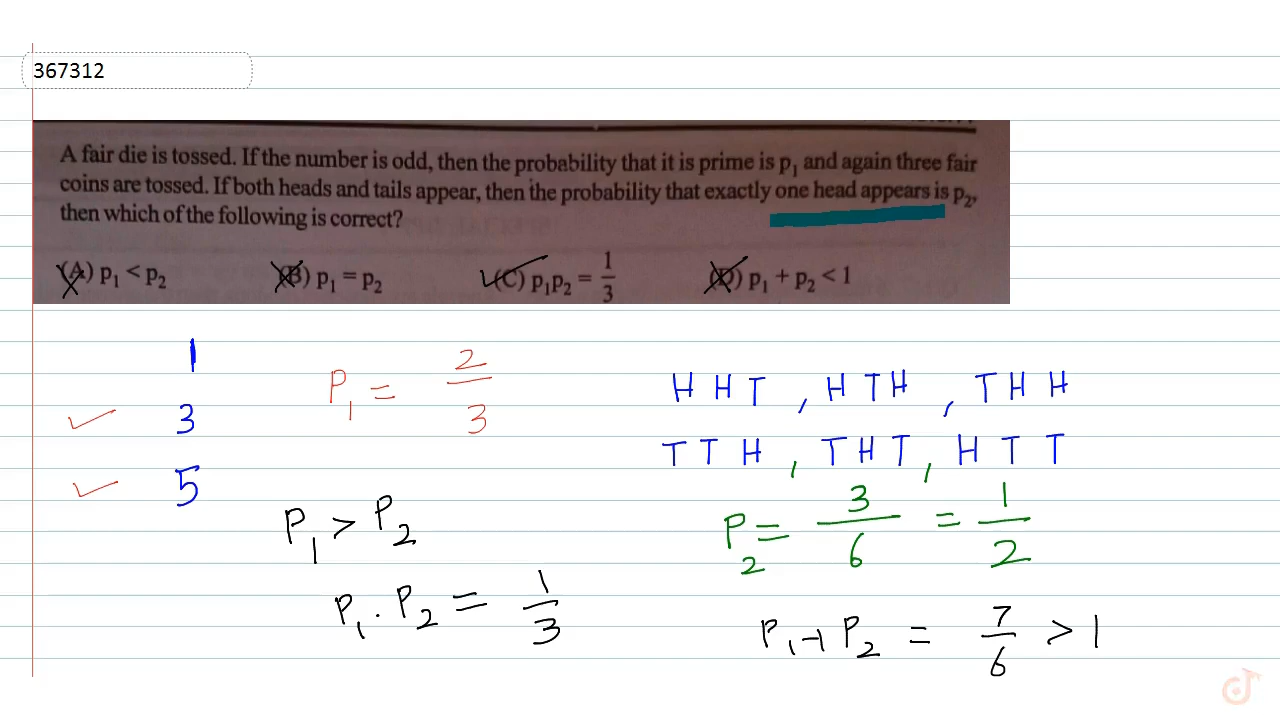 367312
A fair die is tossed. If the number is odd, then the probability that it is prime is p₁ and again three fair
coins are tossed. If both heads and tails appear, then the probability that exactly one head appears is p₂,
then which of the following is correct?
(A) p₁ < p₂ (B) p₁ = p₂ (C) p₁p₂ = 1/3 (D) p₁ + p₂ < 1
1
3
5
P₁ = 2/3
P₁ > P₂
P₁ . P₂ = 1/3
H H T , H T H , T H H
T T H , T H T , H T T
P₂ = 3/6 = 1/2
P₁ + P₂ = 7/6 > 1